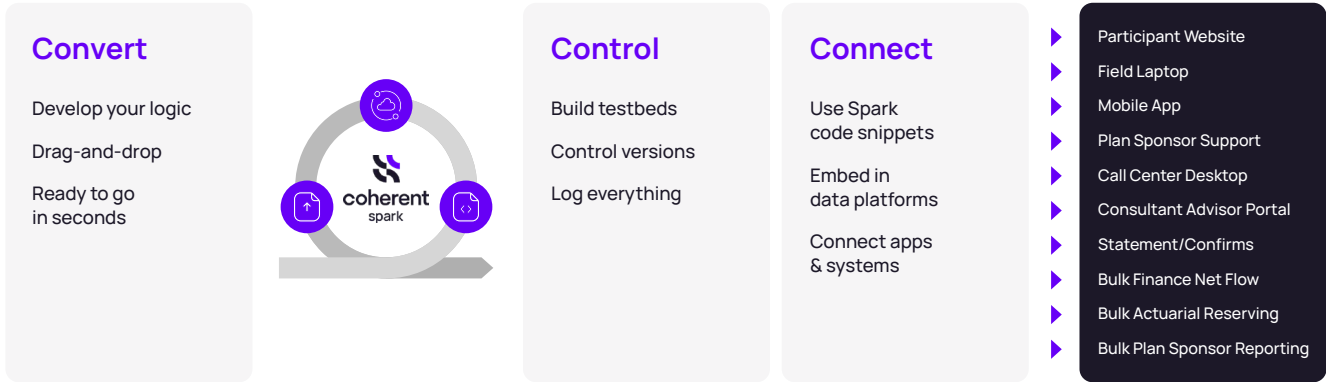 Convert
Develop your logic
Drag-and-drop
Ready to go
in seconds
coherent
spark
Control
Build testbeds
Control versions
Log everything
Connect
Use Spark
code snippets
Embed in
data platforms
Connect apps
& systems
Participant Website
Field Laptop
Mobile App
Plan Sponsor Support
Call Center Desktop
Consultant Advisor Portal
Statement/Confirms
Bulk Finance Net Flow
Bulk Actuarial Reserving
Bulk Plan Sponsor Reporting